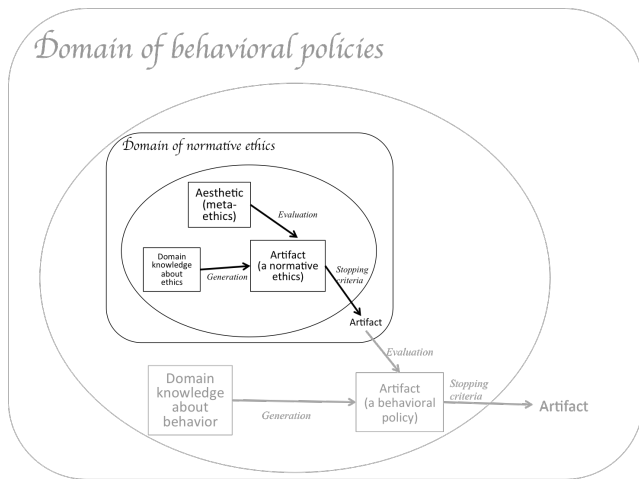 Domain of behavioral policies
Domain of normative ethics
Aesthetic
(meta-
ethics)
Evaluation
Domain
knowledge
about
ethics
Generation
Artifact
(a normative
ethics)
Stopping
criteria
Artifact
Evaluation
Domain
knowledge
about
behavior
Generation
Artifact
(a behavioral
policy)
Stopping
criteria
Artifact